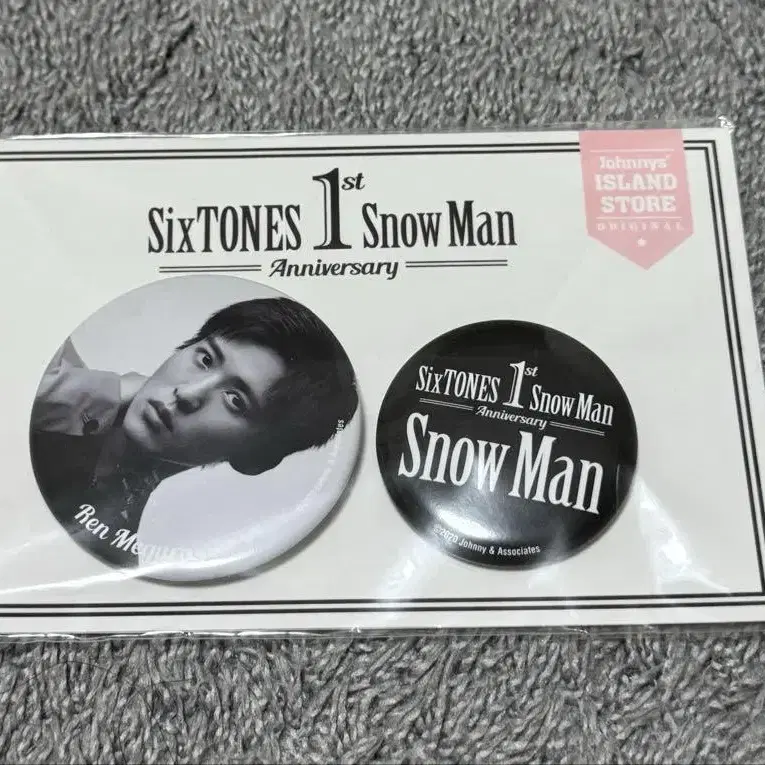 Johnnys'
ISLAND
STORE
ORIGINAL
SixTONES 1st Snow Man
Anniversary
Ren
SixTONES 1st Snow Man
Anniversary
Snow Man
©2020 Johnny & Associates